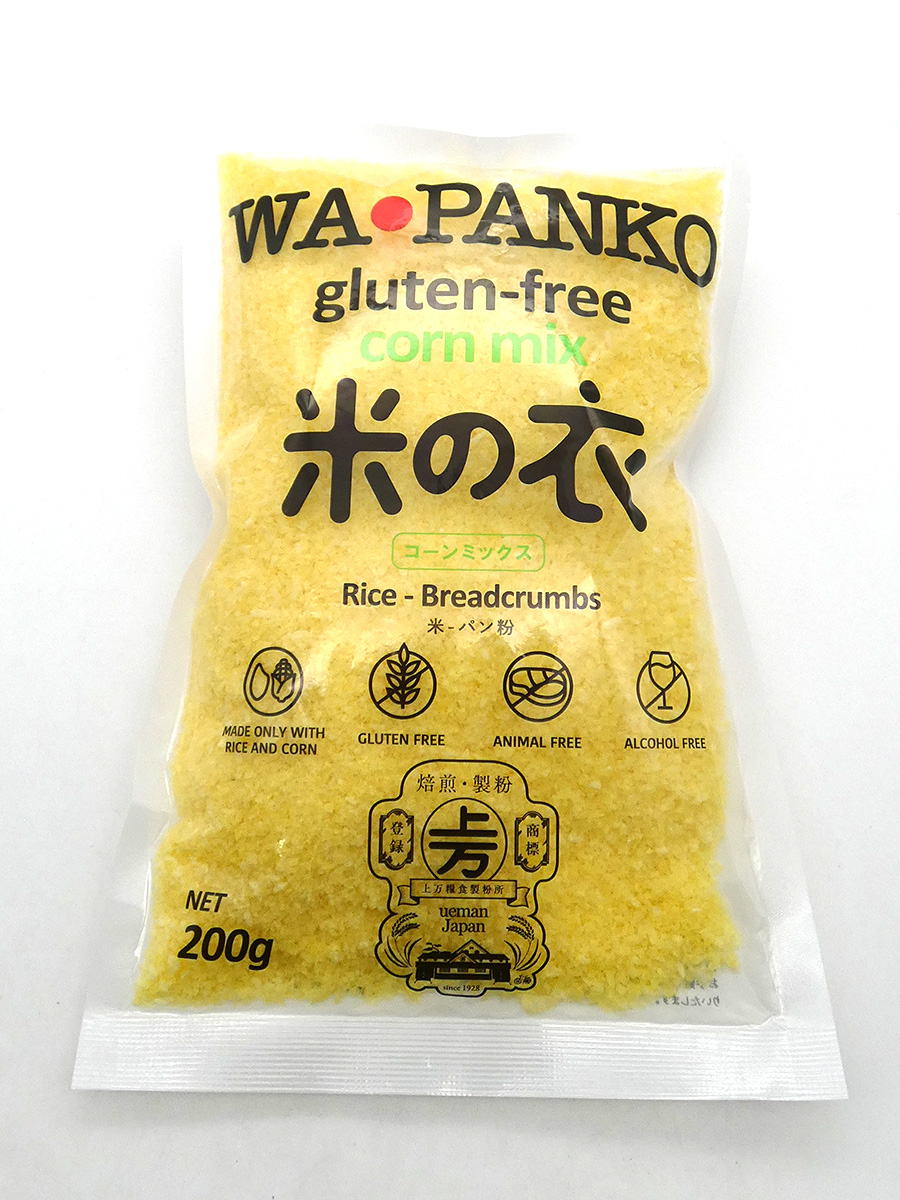 WA●PANKO
gluten-free
corn mix
米の衣
コーンミックス
Rice - Breadcrumbs
米-パン粉
MADE ONLY WITH
RICE AND CORN
GLUTEN FREE
ANIMAL FREE
ALCOHOL FREE
焙煎・製粉
登録
上万
商標
上万糧食製粉所
ueman
Japan
since 1928
NET
200g